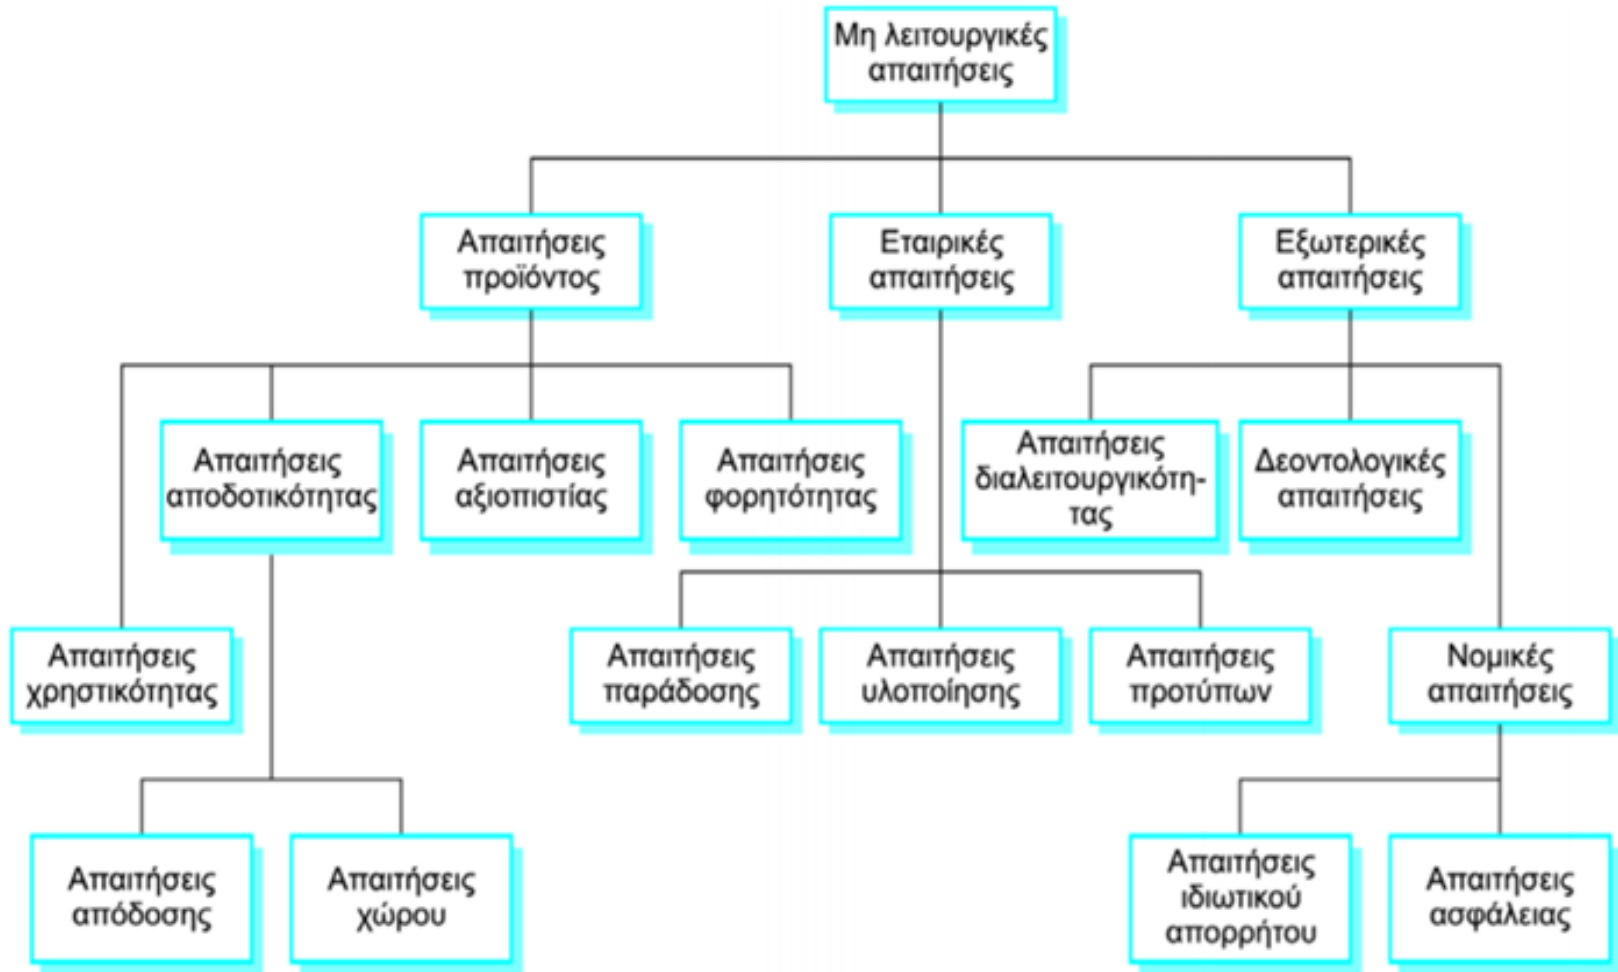 Μη λειτουργικές
απαιτήσεις
Απαιτήσεις
προϊόντος
Εταιρικές
απαιτήσεις
Εξωτερικές
απαιτήσεις
Απαιτήσεις
αποδοτικότητας
Απαιτήσεις
αξιοπιστίας
Απαιτήσεις
φορητότητας
Απαιτήσεις
διαλειτουργικότη-
τας
Δεοντολογικές
απαιτήσεις
Απαιτήσεις
χρηστικότητας
Απαιτήσεις
παράδοσης
Απαιτήσεις
υλοποίησης
Απαιτήσεις
προτύπων
Νομικές
απαιτήσεις
Απαιτήσεις
απόδοσης
Απαιτήσεις
χώρου
Απαιτήσεις
ιδιωτικού
απορρήτου
Απαιτήσεις
ασφάλειας